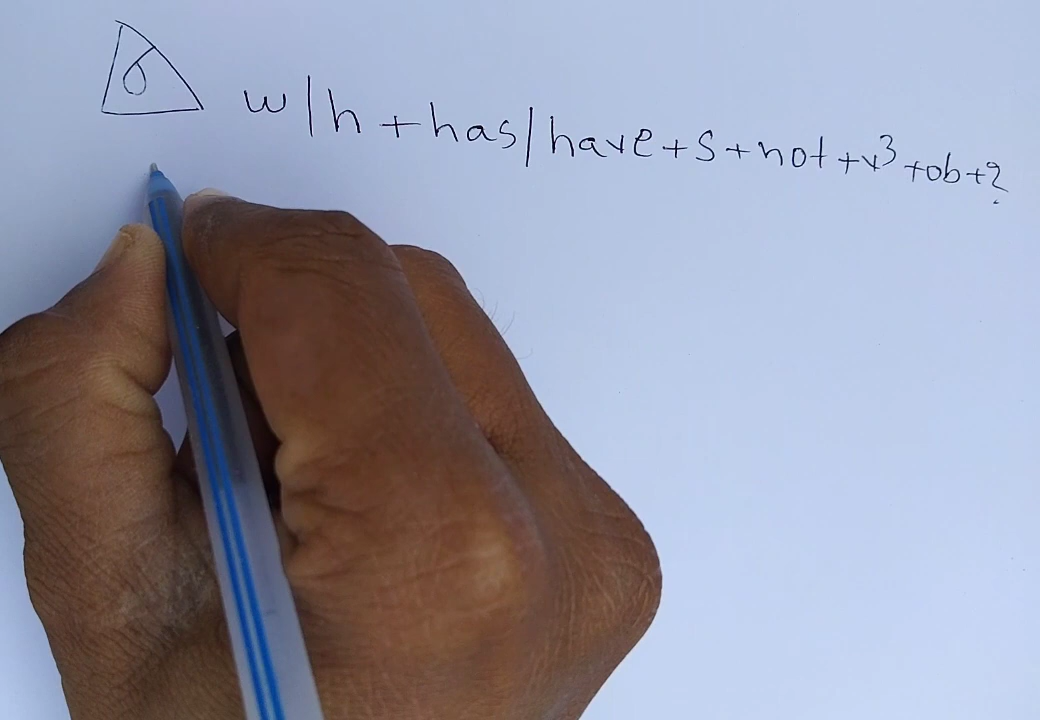 6 w/h + has/have + S + not + v3 + ob + ?